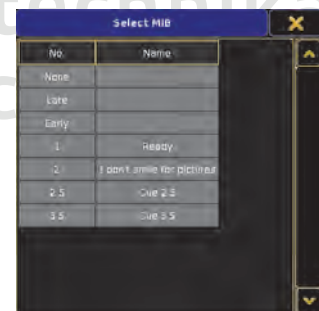 Select MIB
No. Name
None
Late
Early
1 Ready
2 I don't smile for pictures
2.5 Cue 2.5
3.5 Cue 3.5